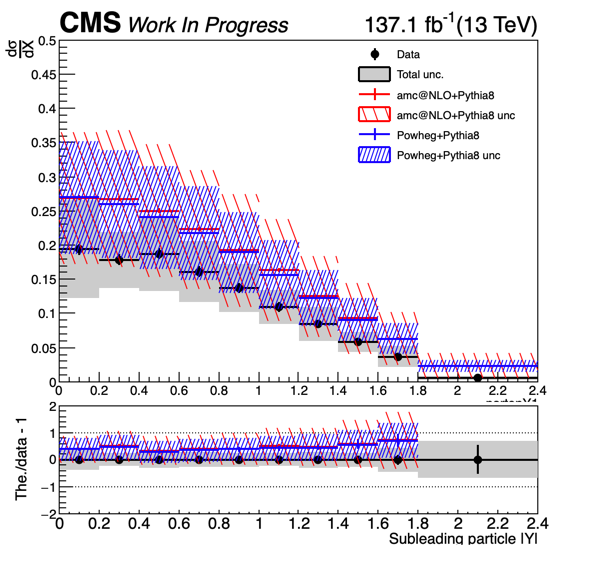 CMS Work In Progress 137.1 fb⁻¹(13 TeV)
dσ
dX
0.5
0.45
0.4
0.35
0.3
0.25
0.2
0.15
0.1
0.05
0
Data
Total unc.
amc@NLO+Pythia8
amc@NLO+Pythia8 unc
Powheg+Pythia8
Powheg+Pythia8 unc
0 0.2 0.4 0.6 0.8 1 1.2 1.4 1.6 1.8 2 2.2 2.4
The./data - 1
2
1
0
−1
−2
0 0.2 0.4 0.6 0.8 1 1.2 1.4 1.6 1.8 2 2.2 2.4
Subleading particle |Y|